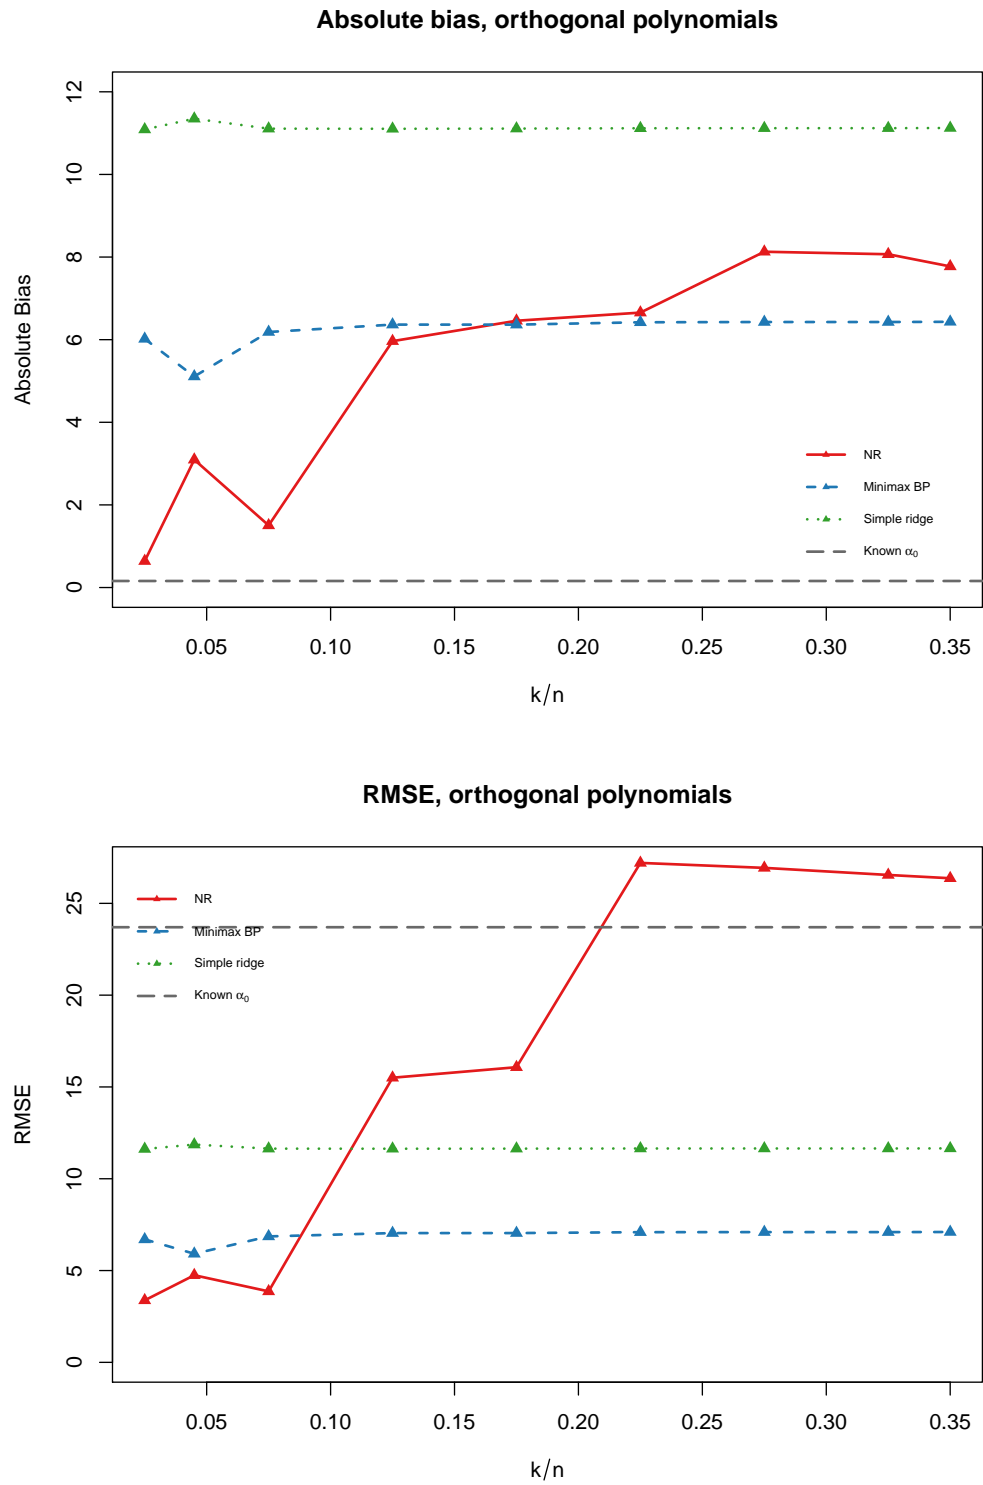 Absolute bias, orthogonal polynomials
12
10
8
6
4
2
0
Absolute Bias
NR
Minimax BP
Simple ridge
Known α₀
0.05 0.10 0.15 0.20 0.25 0.30 0.35
k/n
RMSE, orthogonal polynomials
25
20
15
10
5
0
RMSE
NR
Minimax BP
Simple ridge
Known α₀
0.05 0.10 0.15 0.20 0.25 0.30 0.35
k/n